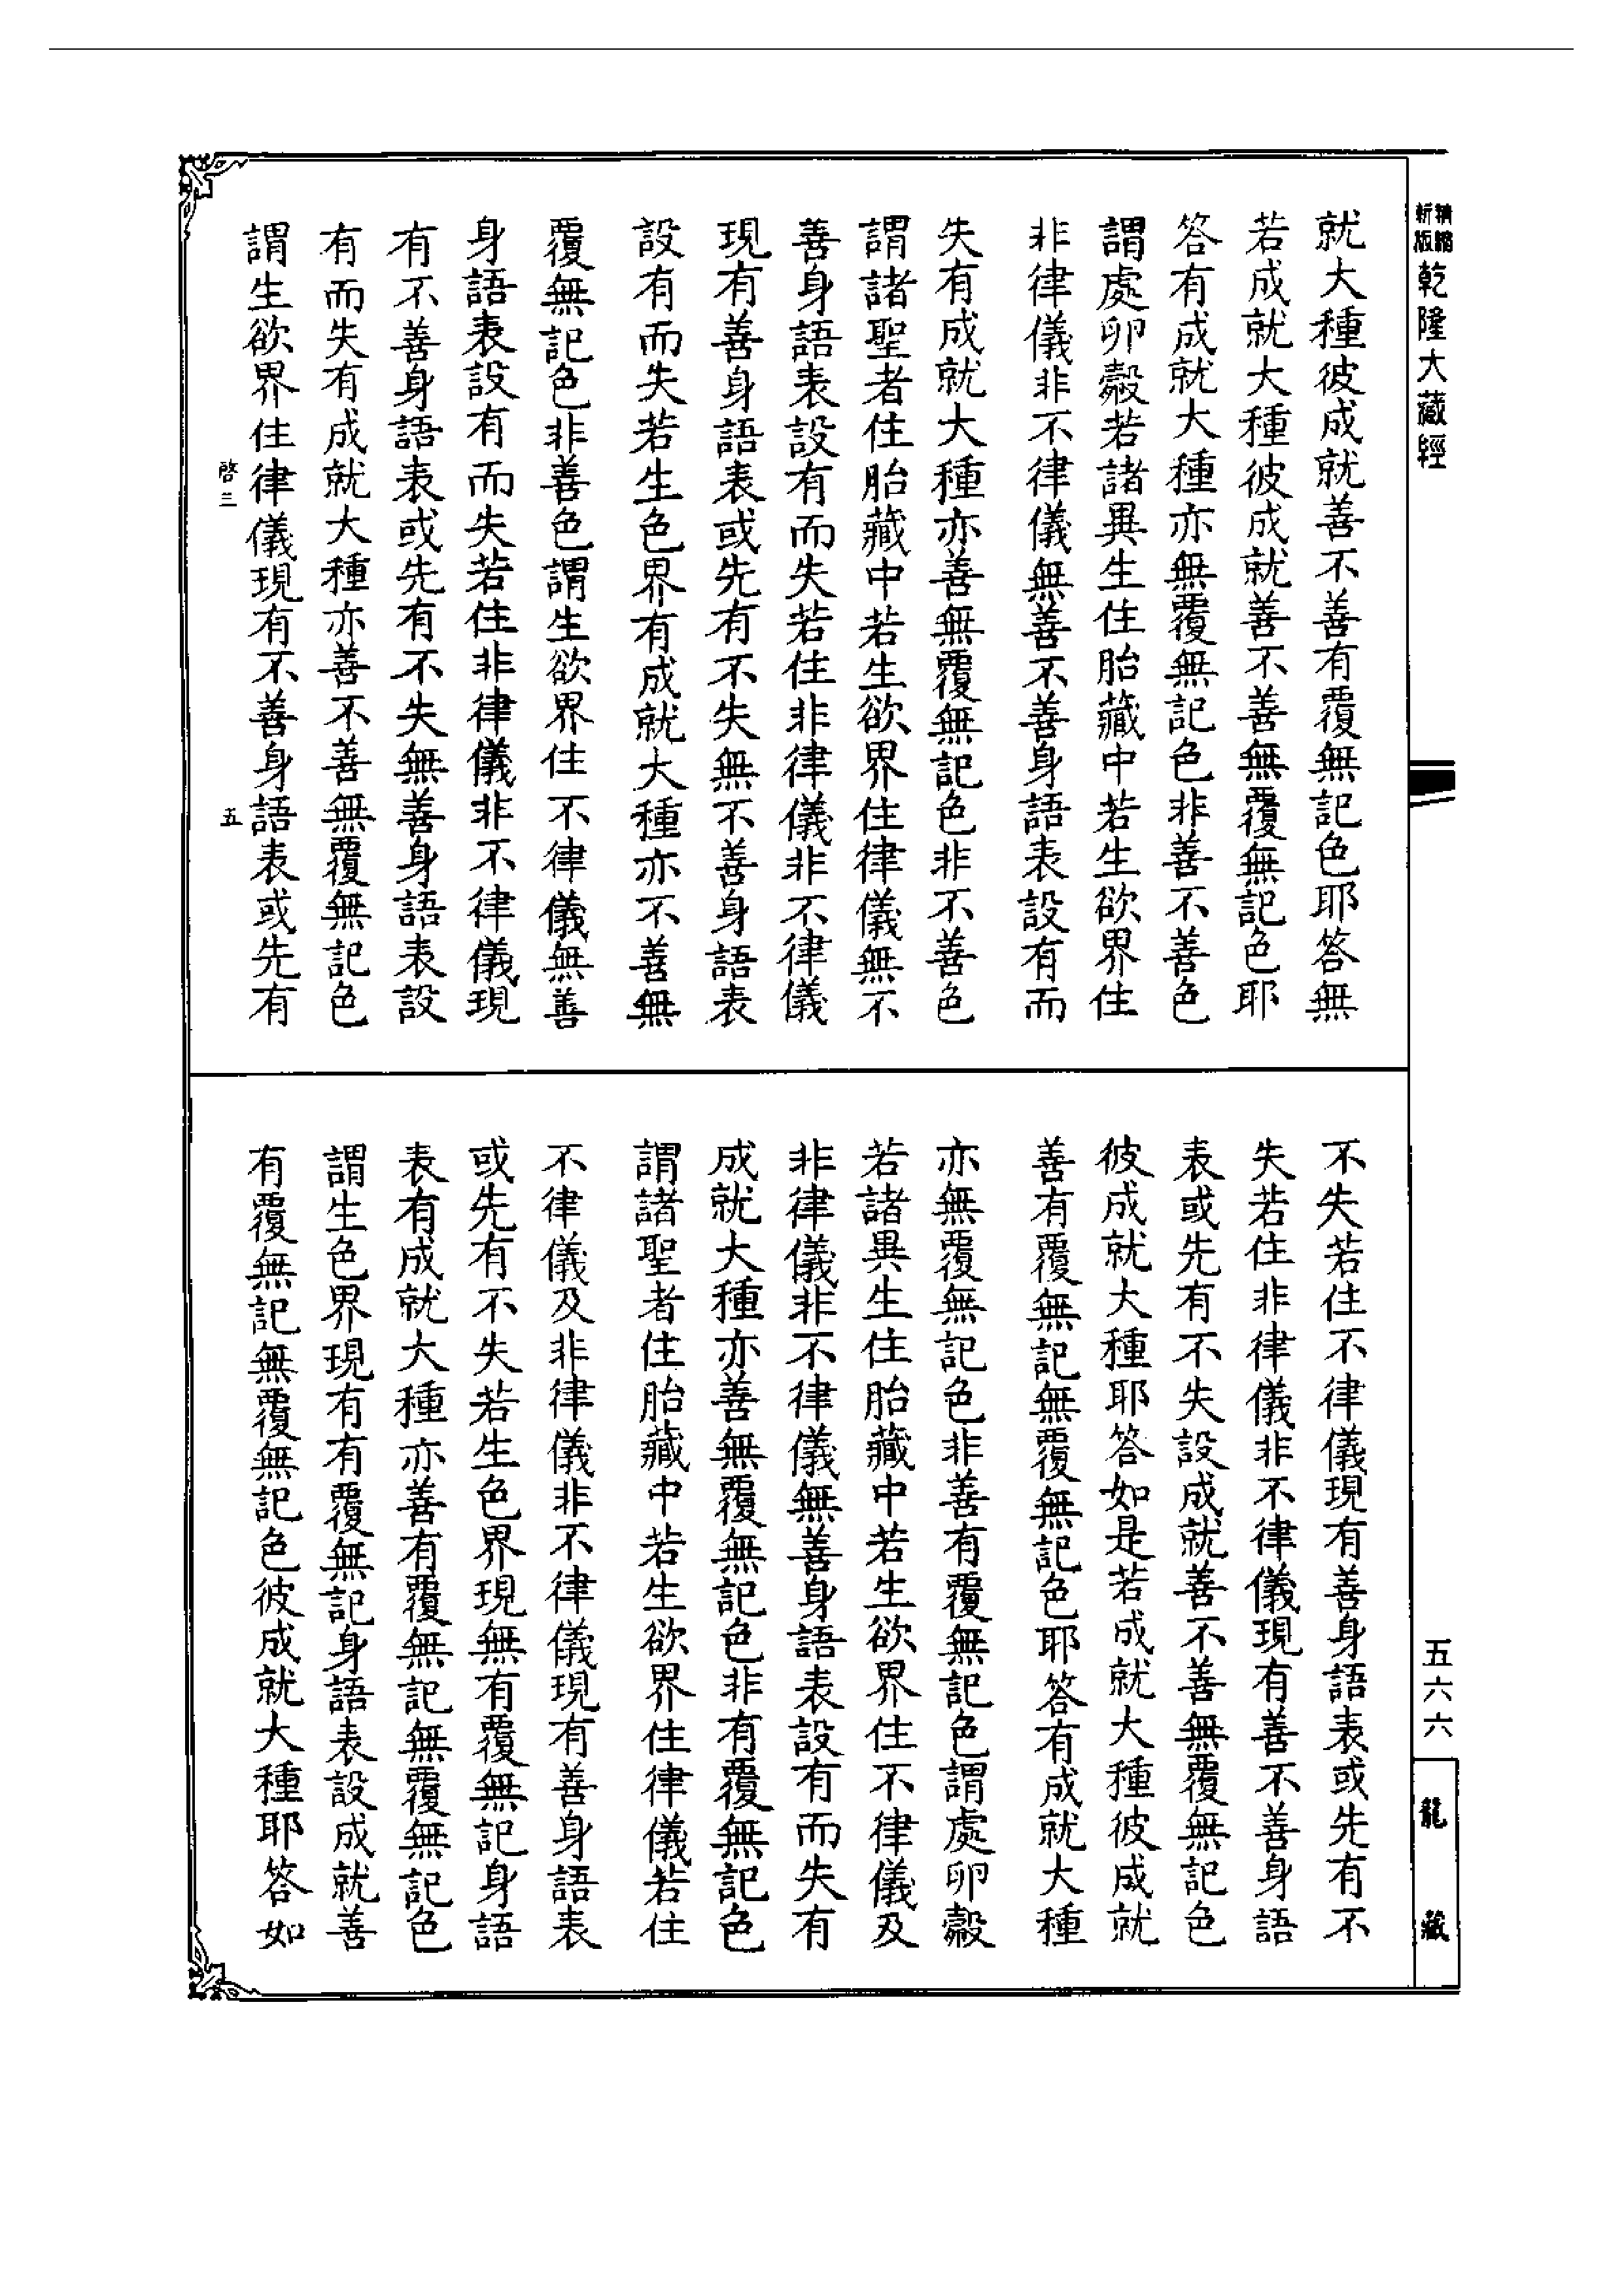 精縮
新版
乾隆大藏經
就大種彼成就善不善有覆無記色耶答無
若成就大種彼成就善不善無覆無記色耶
答有成就大種亦無覆無記色非善不善色
謂處卵㲉若諸異生住胎藏中若生欲界住
非律儀非不律儀無善不善身語表設有而
失有成就大種亦善無覆無記色非不善色
謂諸聖者住胎藏中若生欲界住律儀無不
善身語表設有而失若住非律儀非不律儀
現有善身語表或先有不失無不善身語表
設有而失若生色界有成就大種亦不善無
覆無記色非善色謂生欲界住不律儀無善
身語表設有而失若住非律儀非不律儀現
有不善身語表或先有不失無善身語表設
有而失有成就大種亦善不善無覆無記色
謂生欲界住律儀現有不善身語表或先有
啓三
五
不失若住不律儀現有善身語表或先有不
失若住非律儀非不律儀現有善不善身語
表或先有不失設成就善不善無覆無記色
彼成就大種耶答如是若成就大種彼成就
善有覆無記無覆無記色耶答有成就大種
亦無覆無記色非善有覆無記色謂處卵㲉
若諸異生住胎藏中若生欲界住不律儀及
非律儀非不律儀無善身語表設有而失有
成就大種亦善無覆無記色非有覆無記色
謂諸聖者住胎藏中若生欲界住律儀若住
不律儀及非律儀非不律儀現有善身語表
或先有不失若生色界現無有覆無記身語
表有成就大種亦善有覆無記無覆無記色
謂生色界現有有覆無記身語表設成就善
有覆無記無覆無記色彼成就大種耶答如
五六六
龍藏